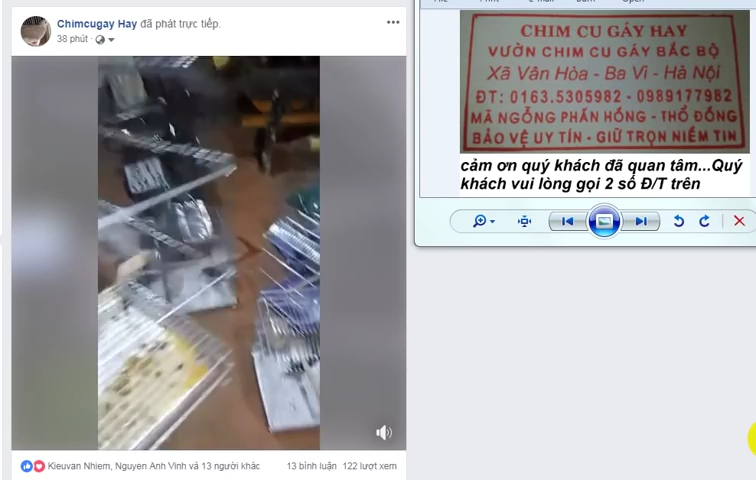 Chimcugay Hay đã phát trực tiếp.
38 phút ·
Kieuvan Nhiem, Nguyen Anh Vinh và 13 người khác
13 bình luận 122 lượt xem
CHIM CU GÁY HAY
VƯỜN CHIM CU GÁY BẮC BỘ
Xã Vân Hòa - Ba Vì - Hà Nội
ĐT: 0163.5305982 - 0989177982
MÃ NGỖNG PHẤN HỒNG - THỔ ĐỒNG
BẢO VỆ UY TÍN - GIỮ TRỌN NIỀM TIN
cảm ơn quý khách đã quan tâm...Quý
khách vui lòng gọi 2 số Đ/T trên